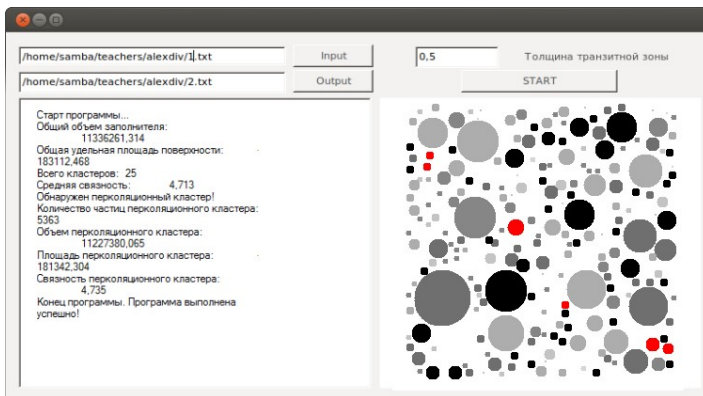 /home/samba/teachers/alexdiv/1.txt
Input
0,5
Толщина транзитной зоны
/home/samba/teachers/alexdiv/2.txt
Output
START
Старт программы...
Общий объем заполнителя:
11336261,314
Общая удельная площадь поверхности:
183112,468
Всего кластеров: 25
Средняя связность: 4,713
Обнаружен перколяционный кластер!
Количество частиц перколяционного кластера:
5363
Объем перколяционного кластера:
11227380,065
Площадь перколяционного кластера:
181342,304
Связность перколяционного кластера:
4,735
Конец программы. Программа выполнена
успешно!